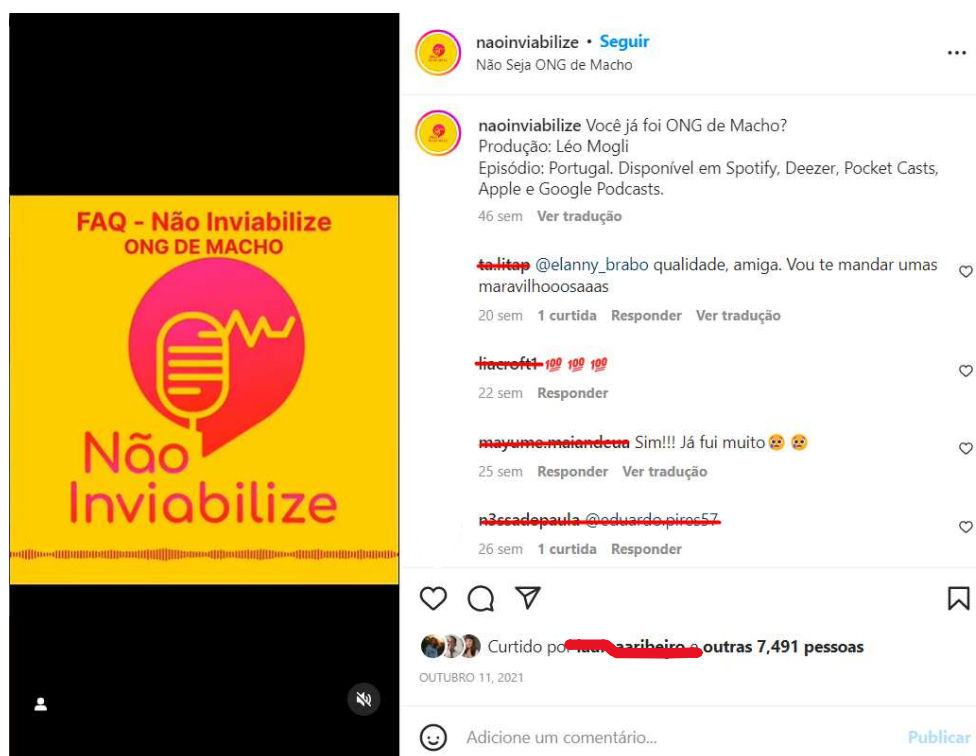 FAQ - Não Inviabilize
ONG DE MACHO
Não
Inviabilize
naoinviabilize • Seguir
Não Seja ONG de Macho
naoinviabilize Você já foi ONG de Macho?
Produção: Léo Mogli
Episódio: Portugal. Disponível em Spotify, Deezer, Pocket Casts,
Apple e Google Podcasts.
46 sem Ver tradução
@elanny_brabo qualidade, amiga. Vou te mandar umas
maravilhooosaaas
20 sem 1 curtida Responder Ver tradução
💯 💯 💯
22 sem Responder
Sim!!! Já fui muito 😢 😢
25 sem Responder Ver tradução
26 sem 1 curtida Responder
Curtido por
outras 7,491 pessoas
OUTUBRO 11, 2021
Adicione um comentário...
Publicar